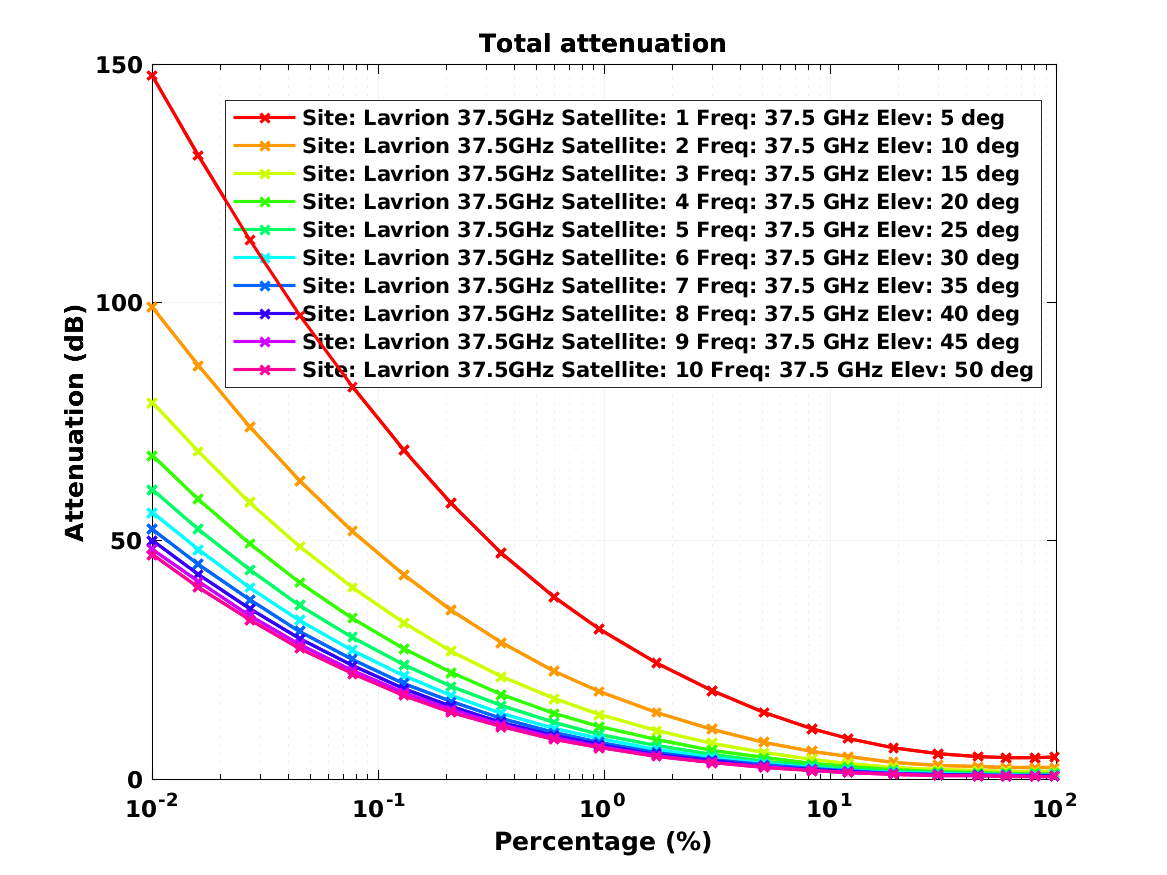 Total attenuation
150
100
50
0
Attenuation (dB)
Site: Lavrion 37.5GHz Satellite: 1 Freq: 37.5 GHz Elev: 5 deg
Site: Lavrion 37.5GHz Satellite: 2 Freq: 37.5 GHz Elev: 10 deg
Site: Lavrion 37.5GHz Satellite: 3 Freq: 37.5 GHz Elev: 15 deg
Site: Lavrion 37.5GHz Satellite: 4 Freq: 37.5 GHz Elev: 20 deg
Site: Lavrion 37.5GHz Satellite: 5 Freq: 37.5 GHz Elev: 25 deg
Site: Lavrion 37.5GHz Satellite: 6 Freq: 37.5 GHz Elev: 30 deg
Site: Lavrion 37.5GHz Satellite: 7 Freq: 37.5 GHz Elev: 35 deg
Site: Lavrion 37.5GHz Satellite: 8 Freq: 37.5 GHz Elev: 40 deg
Site: Lavrion 37.5GHz Satellite: 9 Freq: 37.5 GHz Elev: 45 deg
Site: Lavrion 37.5GHz Satellite: 10 Freq: 37.5 GHz Elev: 50 deg
10^-2 10^-1 10^0 10^1 10^2
Percentage (%)